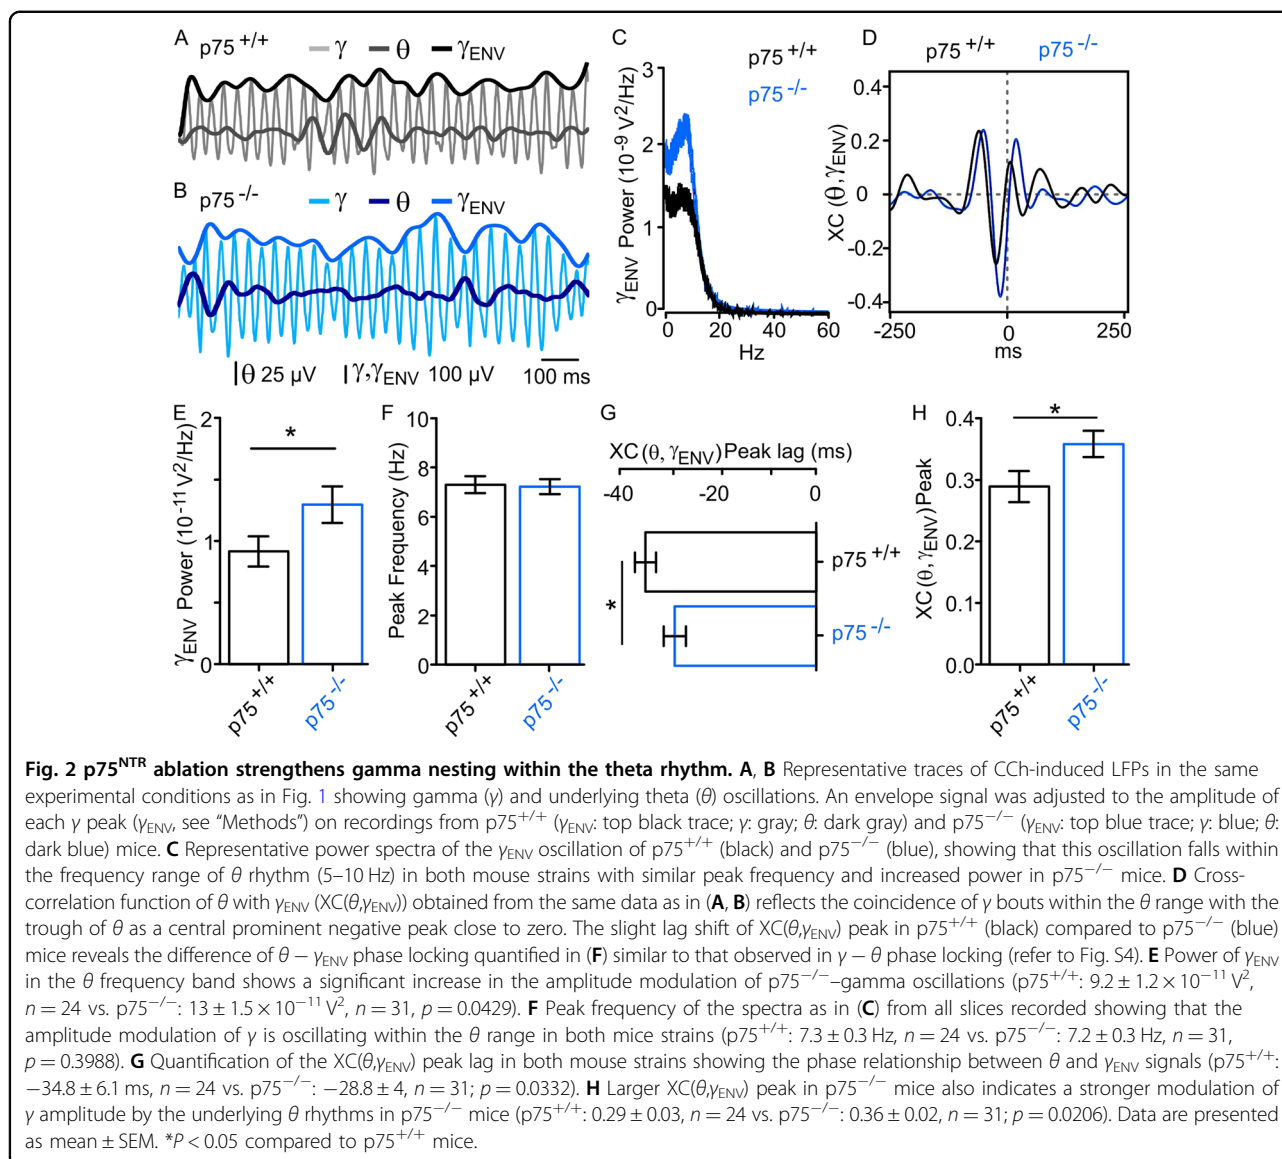 A p75 +/+ γ θ γENV
B p75 -/- γ θ γENV
θ 25 µV γ,γENV 100 µV 100 ms
C
p75 +/+
p75 -/-
γENV Power (10 -9 V2/Hz)
3
2
1
0
0 20 40 60
Hz
D p75 +/+ p75 -/-
XC (θ,γENV)
0.4
0.2
0
-0.2
-0.4
-250 0 250
ms
E
γENV Power (10 -11 V2/Hz)
2
1
0
*
p75 +/+ p75 -/-
F
Peak Frequency (Hz)
10
8
6
4
2
0
p75 +/+ p75 -/-
G
XC (θ, γENV) Peak lag (ms)
-40 -20 0
p75 +/+
*
p75 -/-
H
XC (θ, γENV) Peak
0.4
0.3
0.2
0.1
0.0
*
p75 +/+ p75 -/-
Fig. 2 p75NTR ablation strengthens gamma nesting within the theta rhythm. A, B Representative traces of CCh-induced LFPs in the same
experimental conditions as in Fig. 1 showing gamma (γ) and underlying theta (θ) oscillations. An envelope signal was adjusted to the amplitude of
each γ peak (γENV, see “Methods”) on recordings from p75+/+ (γENV: top black trace; γ: gray; θ: dark gray) and p75−/− (γENV: top blue trace; γ: blue; θ:
dark blue) mice. C Representative power spectra of the γENV oscillation of p75+/+ (black) and p75−/− (blue), showing that this oscillation falls within
the frequency range of θ rhythm (5–10 Hz) in both mouse strains with similar peak frequency and increased power in p75−/− mice. D Cross-
correlation function of θ with γENV (XC(θ,γENV)) obtained from the same data as in (A, B) reflects the coincidence of γ bouts within the θ range with the
trough of θ as a central prominent negative peak close to zero. The slight lag shift of XC(θ,γENV) peak in p75+/+ (black) compared to p75−/− (blue)
mice reveals the difference of θ − γENV phase locking quantified in (F) similar to that observed in γ − θ phase locking (refer to Fig. S4). E Power of γENV
in the θ frequency band shows a significant increase in the amplitude modulation of p75−/−–gamma oscillations (p75+/+: 9.2 ± 1.2 × 10−11 V2,
n = 24 vs. p75−/−: 13 ± 1.5 × 10−11 V2, n = 31, p = 0.0429). F Peak frequency of the spectra as in (C) from all slices recorded showing that the
amplitude modulation of γ is oscillating within the θ range in both mice strains (p75+/+: 7.3 ± 0.3 Hz, n = 24 vs. p75−/−: 7.2 ± 0.3 Hz, n = 31,
p = 0.3988). G Quantification of the XC(θ,γENV) peak lag in both mouse strains showing the phase relationship between θ and γENV signals (p75+/+:
−34.8 ± 6.1 ms, n = 24 vs. p75−/−: −28.8 ± 4, n = 31; p = 0.0332). H Larger XC(θ,γENV) peak in p75−/− mice also indicates a stronger modulation of
γ amplitude by the underlying θ rhythms in p75−/− mice (p75+/+: 0.29 ± 0.03, n = 24 vs. p75−/−: 0.36 ± 0.02, n = 31; p = 0.0206). Data are presented
as mean ± SEM. *P < 0.05 compared to p75+/+ mice.